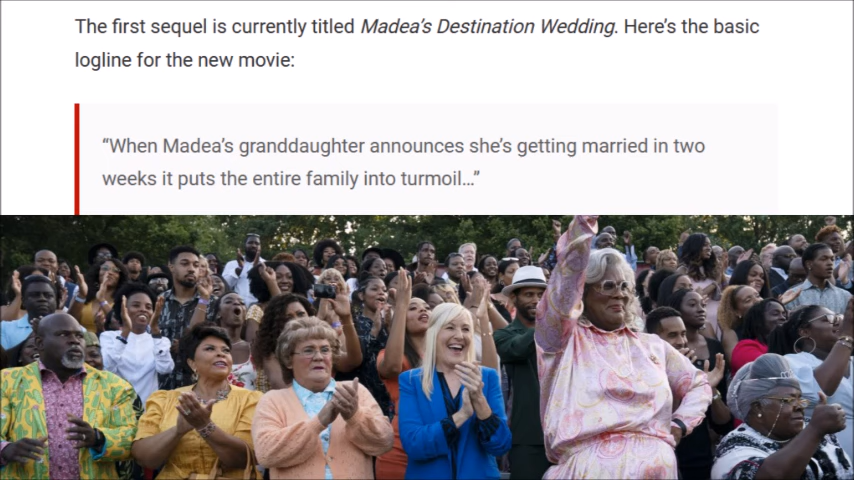 The first sequel is currently titled Madea’s Destination Wedding. Here’s the basic
logline for the new movie:
“When Madea’s granddaughter announces she’s getting married in two
weeks it puts the entire family into turmoil…”